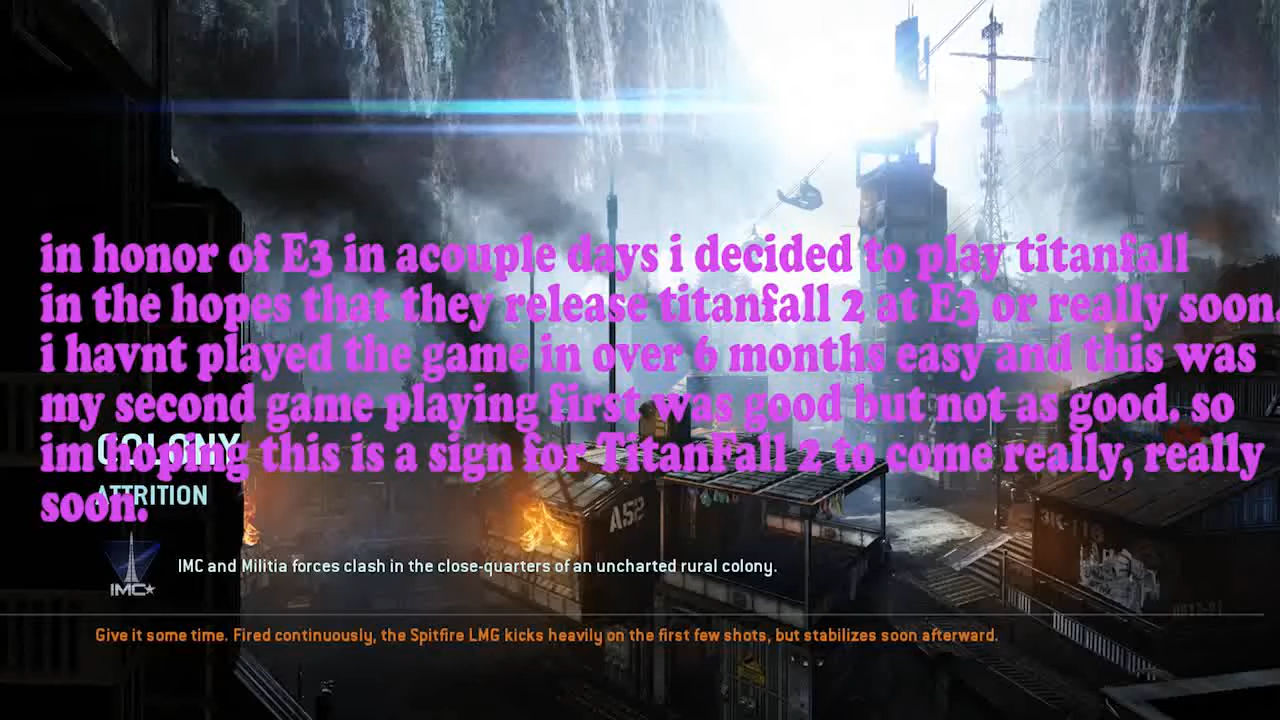 in honor of E3 in acouple days i decided to play titanfall
in the hopes that they release titanfall 2 at E3 or really soon.
i havnt played the game in over 6 months easy and this was
my second game playing first was good but not as good. so
im hoping this is a sign for TitanFall 2 to come really, really
soon.
COLONY
ATTRITION
IMC
IMC and Militia forces clash in the close-quarters of an uncharted rural colony.
Give it some time. Fired continuously, the Spitfire LMG kicks heavily on the first few shots, but stabilizes soon afterward.
A52
3K-118